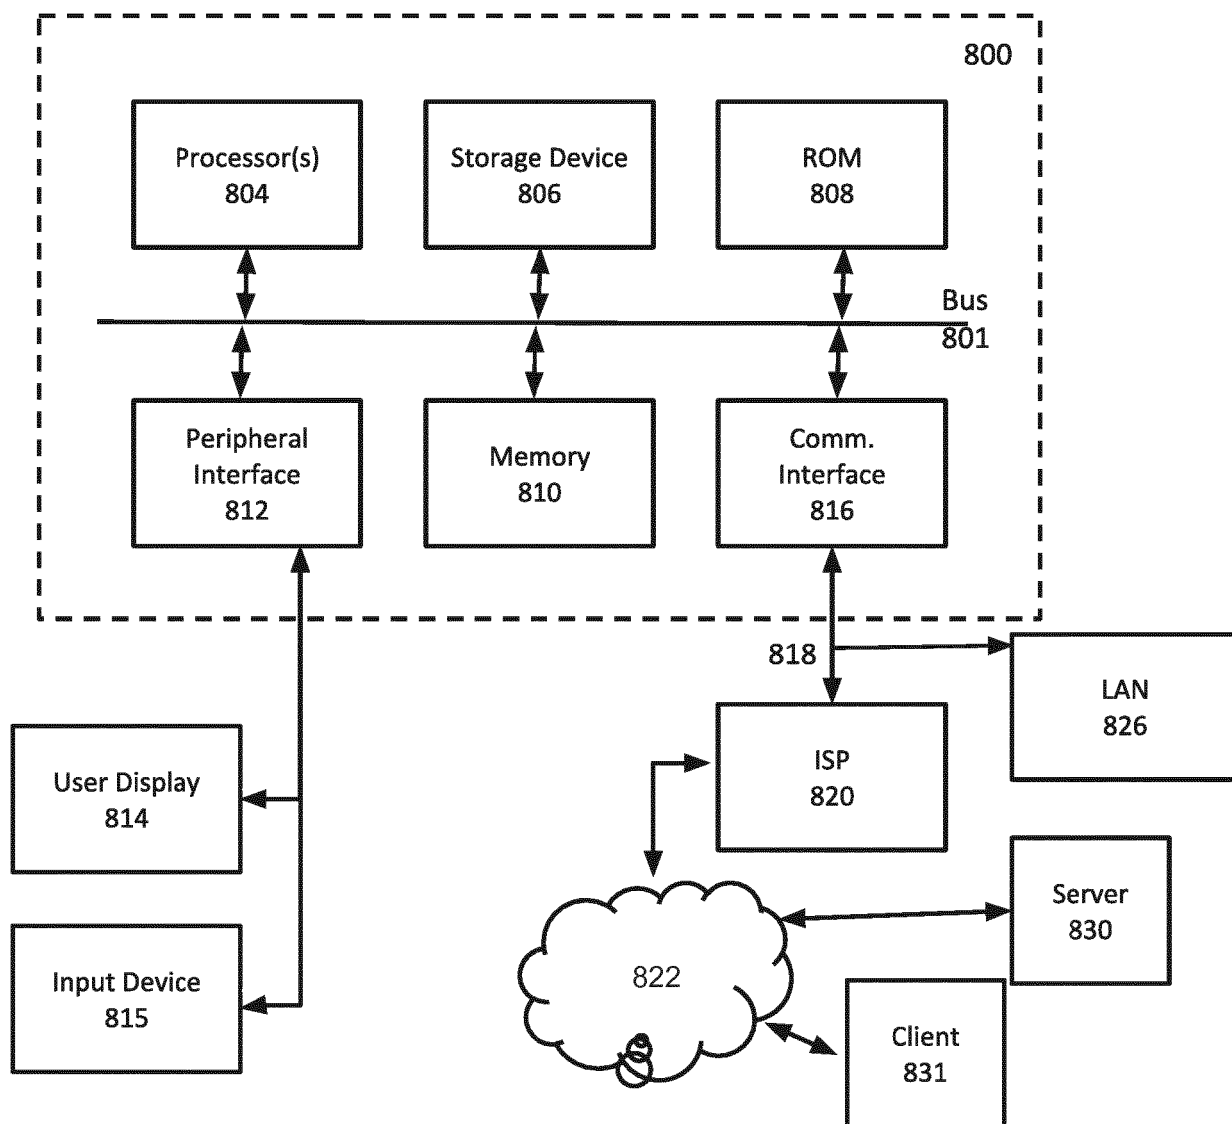 800
Processor(s)
804
Storage Device
806
ROM
808
Bus
801
Peripheral
Interface
812
Memory
810
Comm.
Interface
816
818
LAN
826
User Display
814
ISP
820
Server
830
Input Device
815
822
Client
831